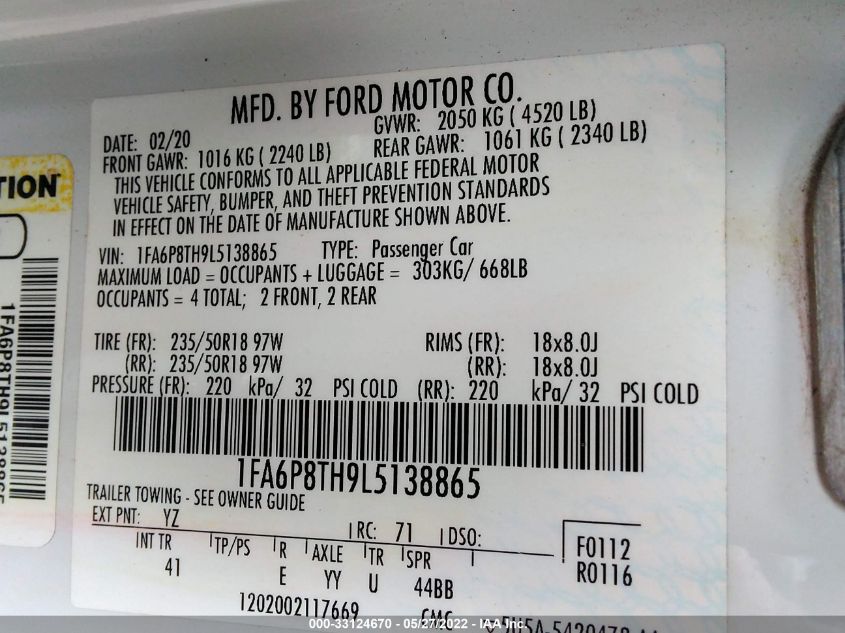 MFD. BY FORD MOTOR CO.
DATE: 02/20 GVWR: 2050 KG ( 4520 LB)
FRONT GAWR: 1016 KG ( 2240 LB) REAR GAWR: 1061 KG ( 2340 LB)
THIS VEHICLE CONFORMS TO ALL APPLICABLE FEDERAL MOTOR
VEHICLE SAFETY, BUMPER, AND THEFT PREVENTION STANDARDS
IN EFFECT ON THE DATE OF MANUFACTURE SHOWN ABOVE.
VIN: 1FA6P8TH9L5138865 TYPE: Passenger Car
MAXIMUM LOAD = OCCUPANTS + LUGGAGE = 303KG/ 668LB
OCCUPANTS = 4 TOTAL; 2 FRONT, 2 REAR
TIRE (FR): 235/50R18 97W RIMS (FR): 18x8.0J
(RR): 235/50R18 97W (RR): 18x8.0J
PRESSURE (FR): 220 kPa/ 32 PSI COLD (RR): 220 kPa/ 32 PSI COLD
1FA6P8TH9L5138865
TRAILER TOWING - SEE OWNER GUIDE
EXT PNT: YZ RC: 71 DSO:
INT TR TP/PS R AXLE TR SPR
41 E YY U 44BB
F0112
R0116
1202002117669
TION
1FA6P8TH9L5138865
000-33124670 - 05/27/2022 - IAA Inc.